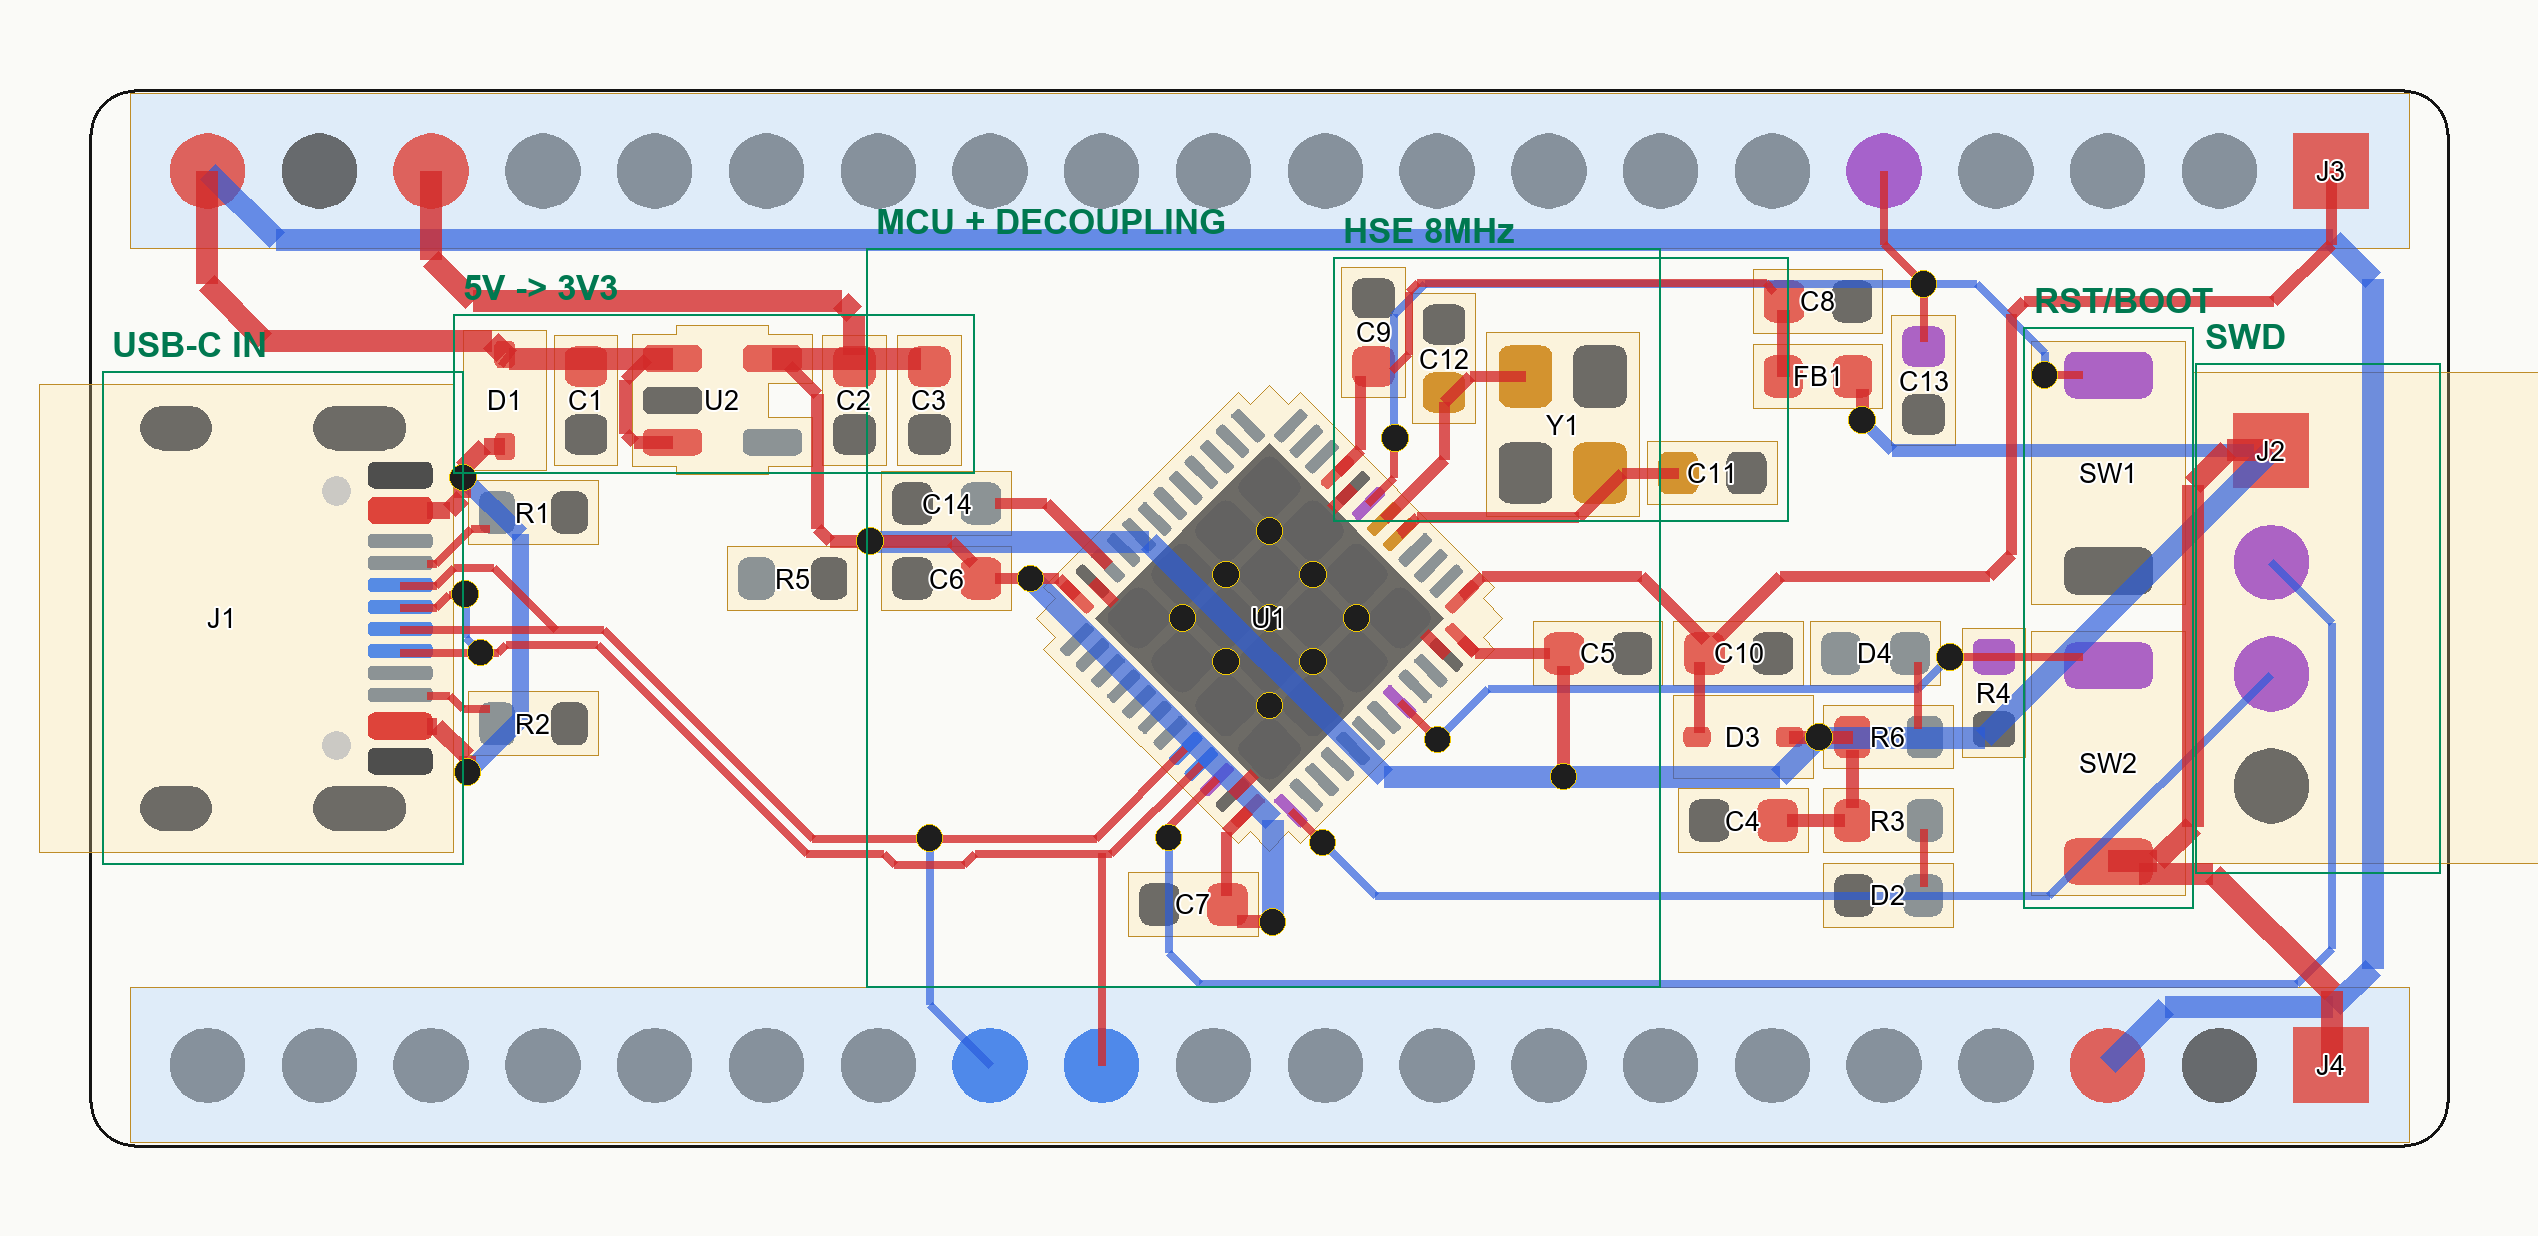 J3
MCU + DECOUPLING
HSE 8MHz
5V -> 3V3
RST/BOOT
USB-C IN
SWD
C8
C9
C12
FB1
C13
D1
C1
U2
C2
C3
Y1
J2
SW1
C11
C14
R1
R5
C6
J1
U1
C5
C10
D4
R4
R2
D3
R6
SW2
C4
R3
C7
D2
J4